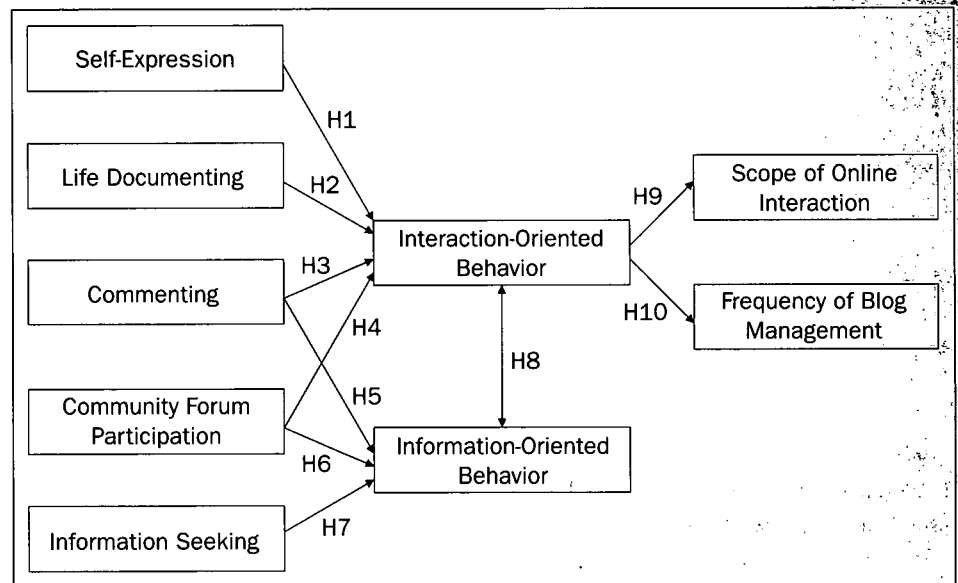 Self-Expression
H1
Life Documenting
H2
Scope of Online
Interaction
H9
Interaction-Oriented
Behavior
Commenting
H3
Frequency of Blog
Management
H10
H4
H8
H5
Community Forum
Participation
Information-Oriented
Behavior
H6
H7
Information Seeking